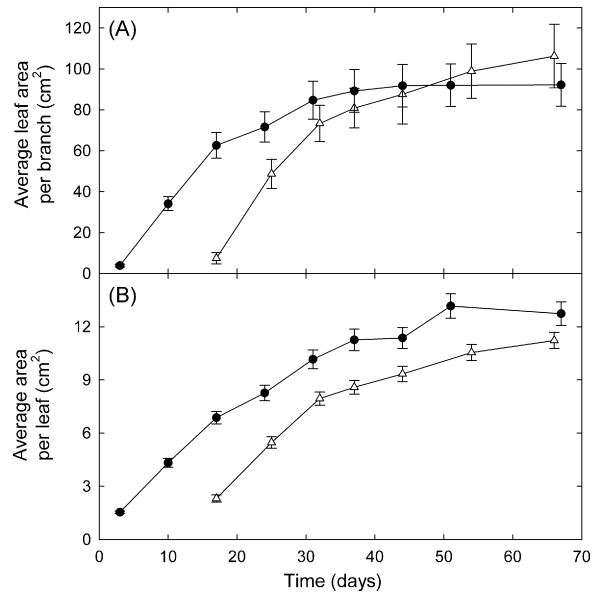 (A)
120
100
80
60
40
20
0
Average leaf area
per branch (cm²)
(B)
12
9
6
3
0
Average area
per leaf (cm²)
0 10 20 30 40 50 60 70
Time (days)